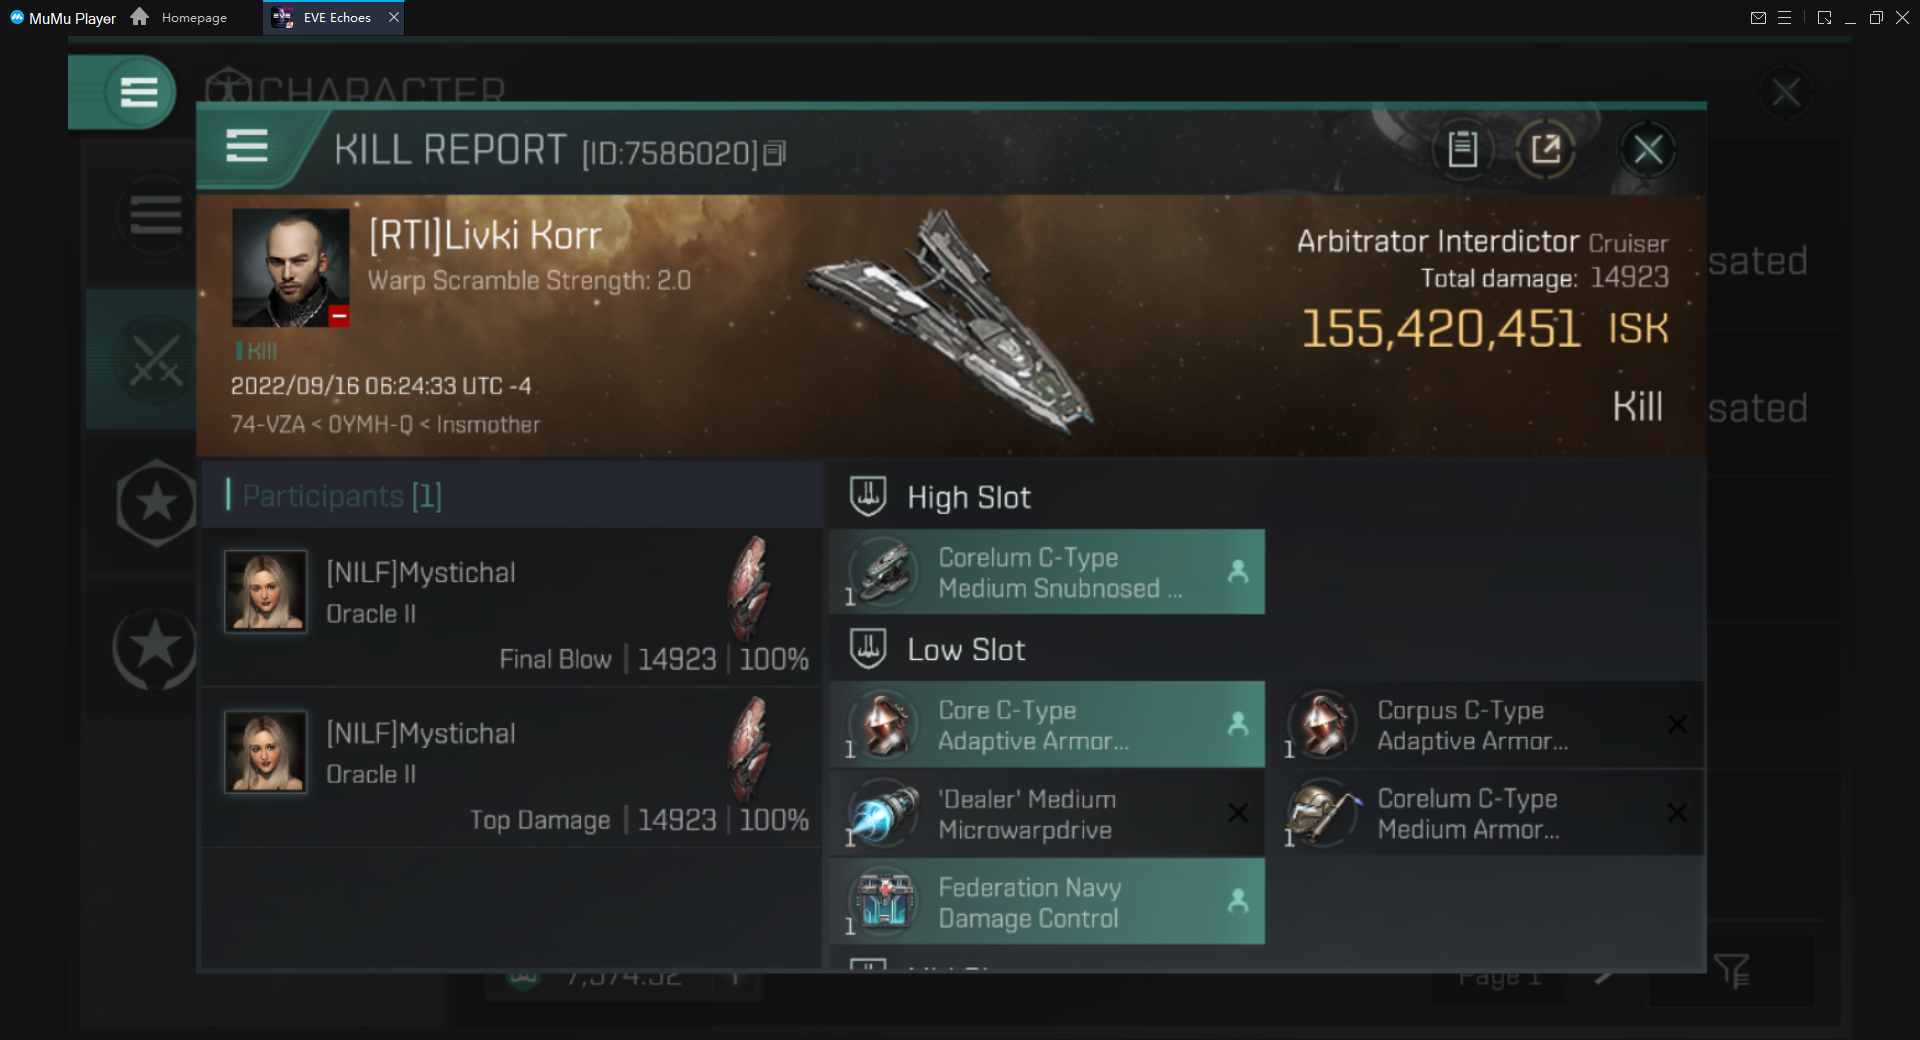 MuMu Player
Homepage
EVE Echoes
CHARACTER
KILL REPORT [ID:7586020]
[RTI]Livki Korr
Warp Scramble Strength: 2.0
Kill
2022/09/16 06:24:33 UTC -4
74-VZA < 0YMH-Q < Insmother
Arbitrator Interdictor Cruiser
Total damage: 14923
155,420,451 ISK
Kill
sated
sated
Participants [1]
[NILF]Mystichal
Oracle II
Final Blow | 14923 | 100%
[NILF]Mystichal
Oracle II
Top Damage | 14923 | 100%
High Slot
1
Corelum C-Type
Medium Snubnosed ...
Low Slot
1
Core C-Type
Adaptive Armor...
1
Corpus C-Type
Adaptive Armor...
1
'Dealer' Medium
Microwarpdrive
1
Corelum C-Type
Medium Armor...
1
Federation Navy
Damage Control
Page 1